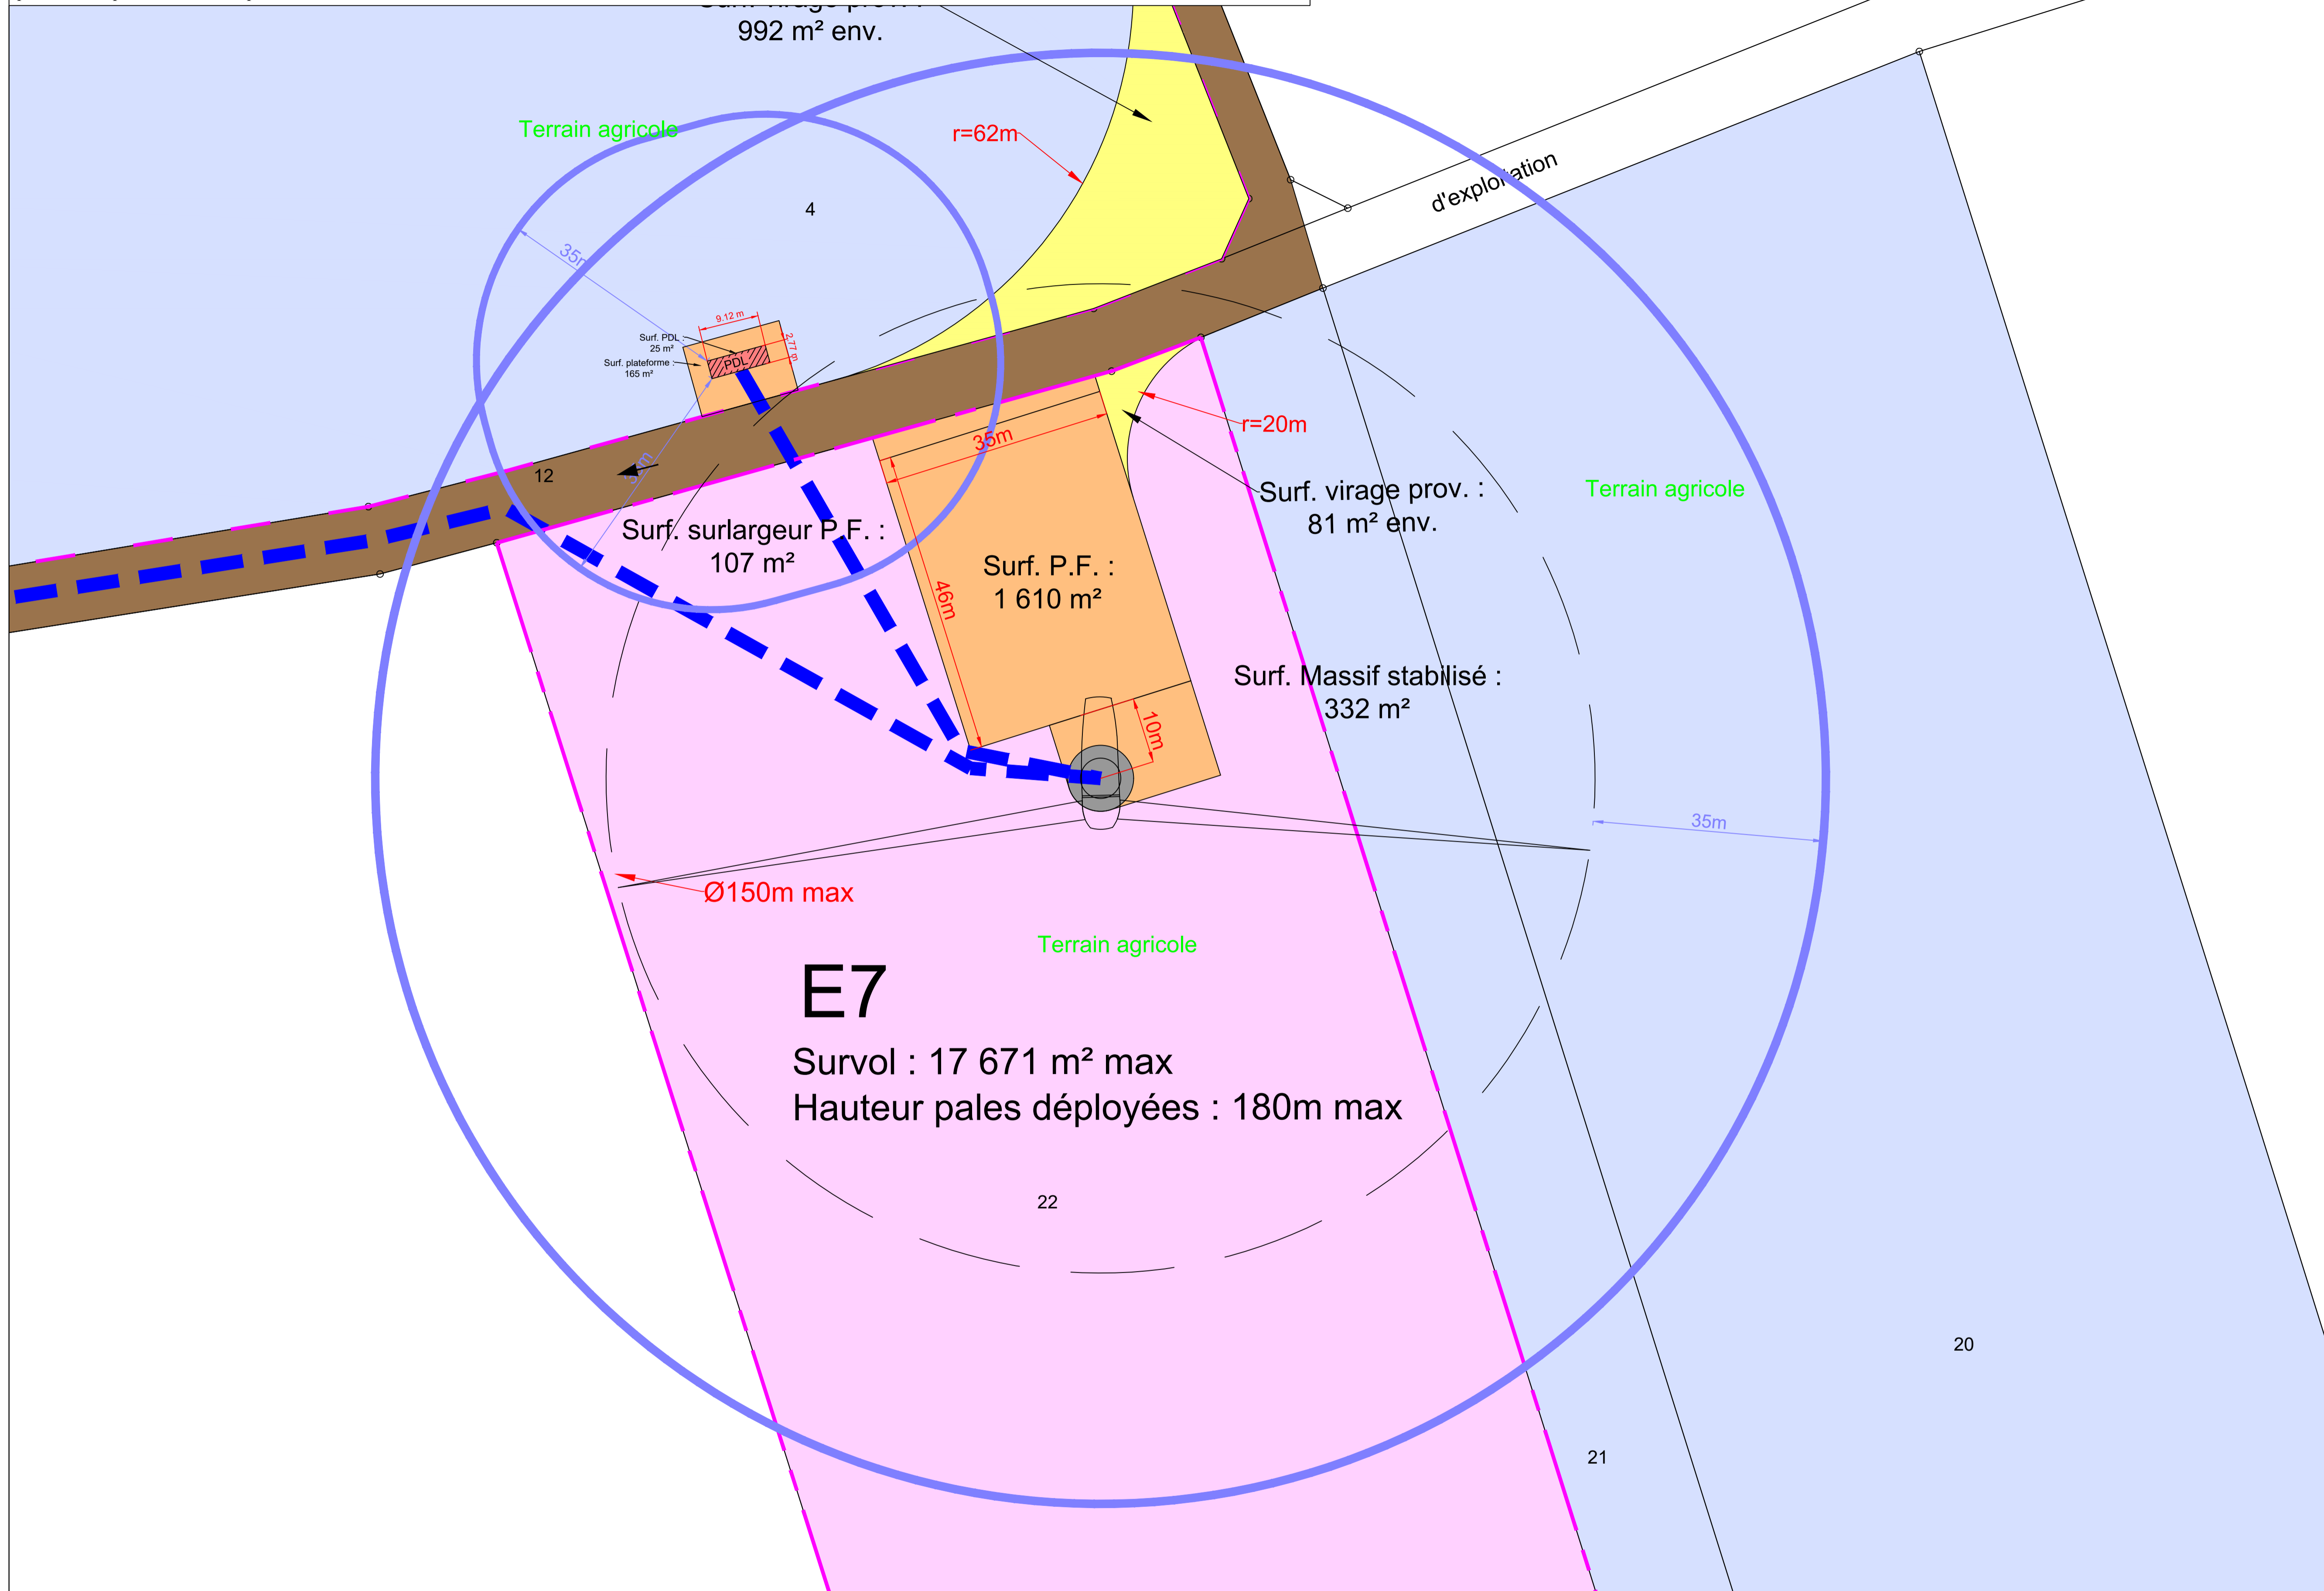 992 m² env.
Terrain agricole
r=62m
4
d'exploitation
35m
9.12 m
2.77 m
Surf. PDL :
25 m²
PDL
Surf. plateforme :
165 m²
r=20m
35m
12
35m
Surf. virage prov. :
81 m² env.
Terrain agricole
Surf. surlargeur P.F. :
107 m²
Surf. P.F. :
1 610 m²
46m
Surf. Massif stabilisé :
332 m²
10m
35m
Ø150m max
Terrain agricole
E7
Survol : 17 671 m² max
Hauteur pales déployées : 180m max
22
20
21